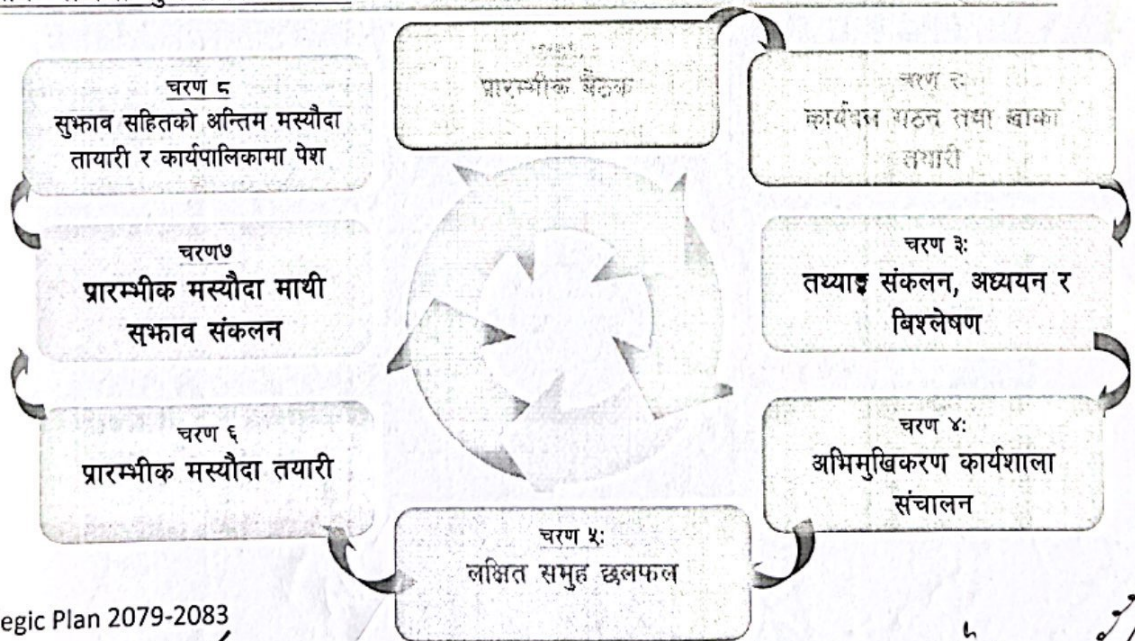 प्रारम्भीक बैठक
चरण २:
कार्यदल गठन तथा खाका
तयारी
चरण ३:
तथ्याङ्क संकलन, अध्ययन र
बिश्लेषण
चरण ४:
अभिमुखिकरण कार्यशाला
संचालन
चरण ५:
लक्षित समुह छलफल
चरण ६
प्रारम्भीक मस्यौदा तयारी
चरण७
प्रारम्भीक मस्यौदा माथी
सुझाव संकलन
चरण ८
सुझाव सहितको अन्तिम मस्यौदा
तायारी र कार्यपालिकामा पेश
egic Plan 2079-2083